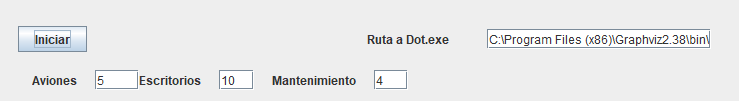 Iniciar Ruta a Dot.exe C:\Program Files (x86)\Graphviz2.38\bin\
Aviones 5 Escritorios 10 Mantenimiento 4